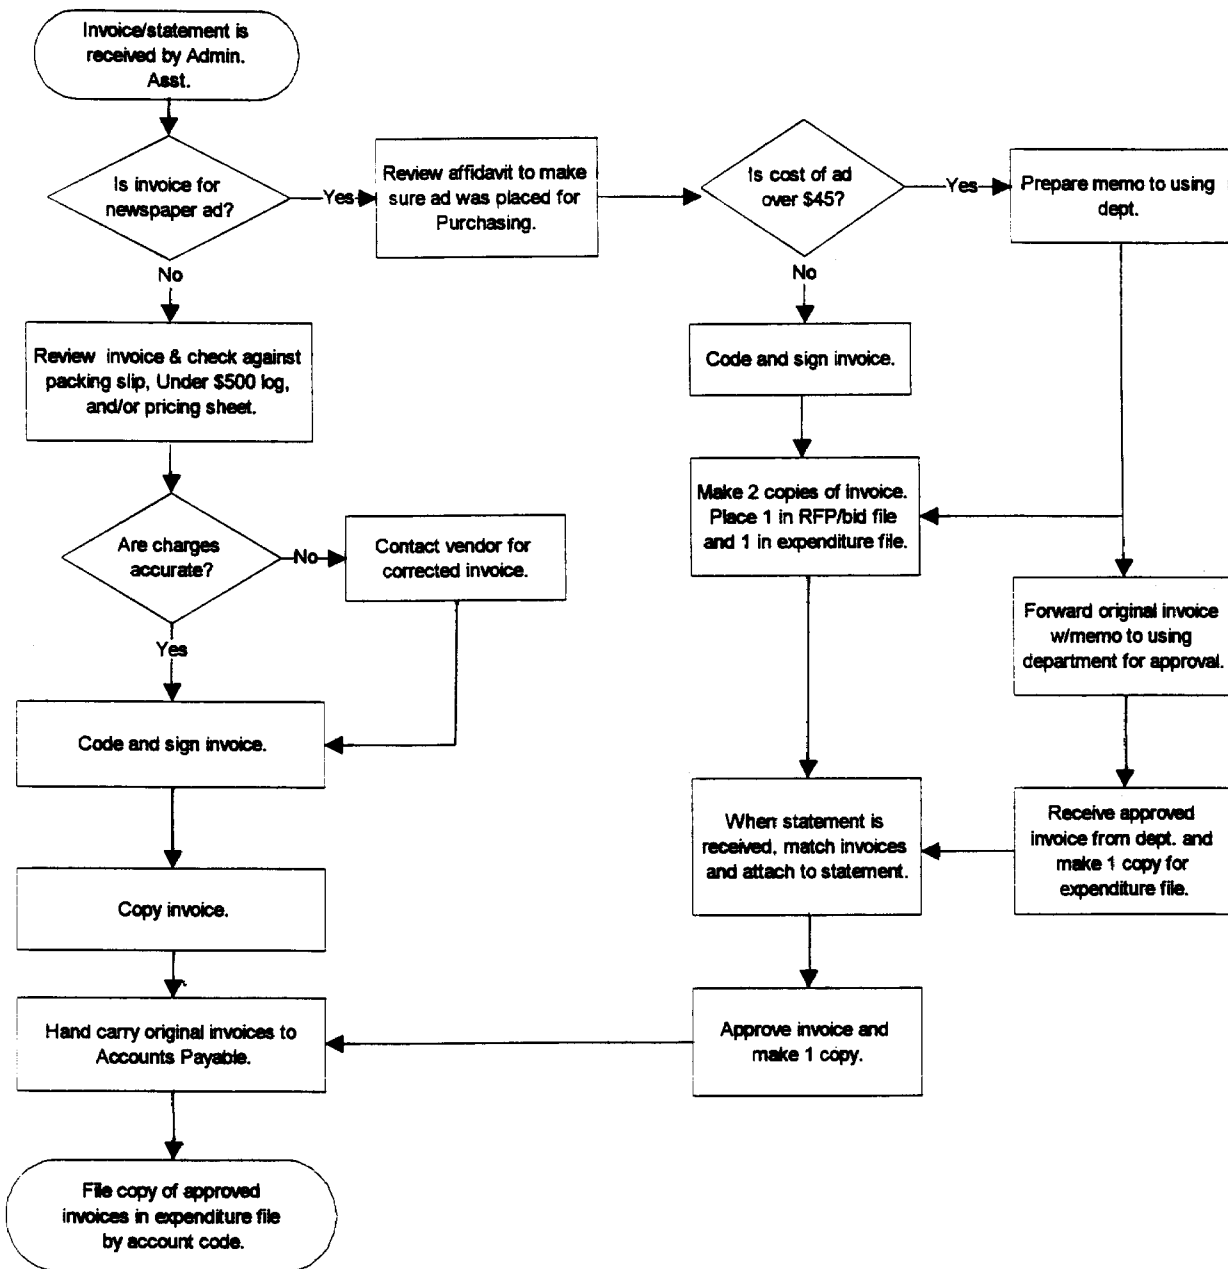 Invoice/statement is
received by Admin.
Asst.
Is invoice for
newspaper ad?
Yes
Review affidavit to make
sure ad was placed for
Purchasing.
Is cost of ad
over $45?
Yes
Prepare memo to using
dept.
No
No
Review invoice & check against
packing slip, Under $500 log,
and/or pricing sheet.
Code and sign invoice.
Make 2 copies of invoice.
Place 1 in RFP/bid file
and 1 in expenditure file.
Are charges
accurate?
No
Contact vendor for
corrected invoice.
Yes
Forward original invoice
w/memo to using
department for approval.
Code and sign invoice.
When statement is
received, match invoices
and attach to statement.
Receive approved
invoice from dept. and
make 1 copy for
expenditure file.
Copy invoice.
Hand carry original invoices to
Accounts Payable.
Approve invoice and
make 1 copy.
File copy of approved
invoices in expenditure file
by account code.